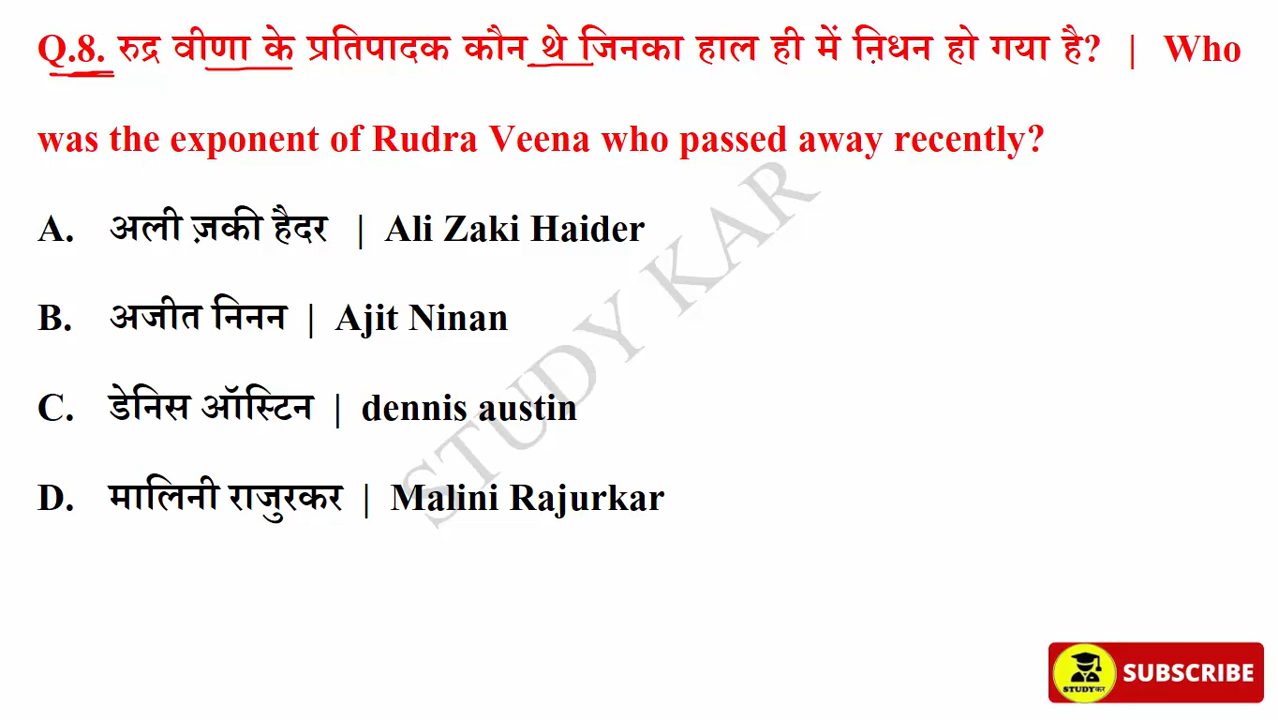 Q.8. रुद्र वीणा के प्रतिपादक कौन थे जिनका हाल ही में निधन हो गया है? | Who
was the exponent of Rudra Veena who passed away recently?
A. अली ज़की हैदर | Ali Zaki Haider
B. अजीत निनन | Ajit Ninan
C. डेनिस ऑस्टिन | dennis austin
D. मालिनी राजुरकर | Malini Rajurkar
STUDY KAR
STUDYकर
SUBSCRIBE